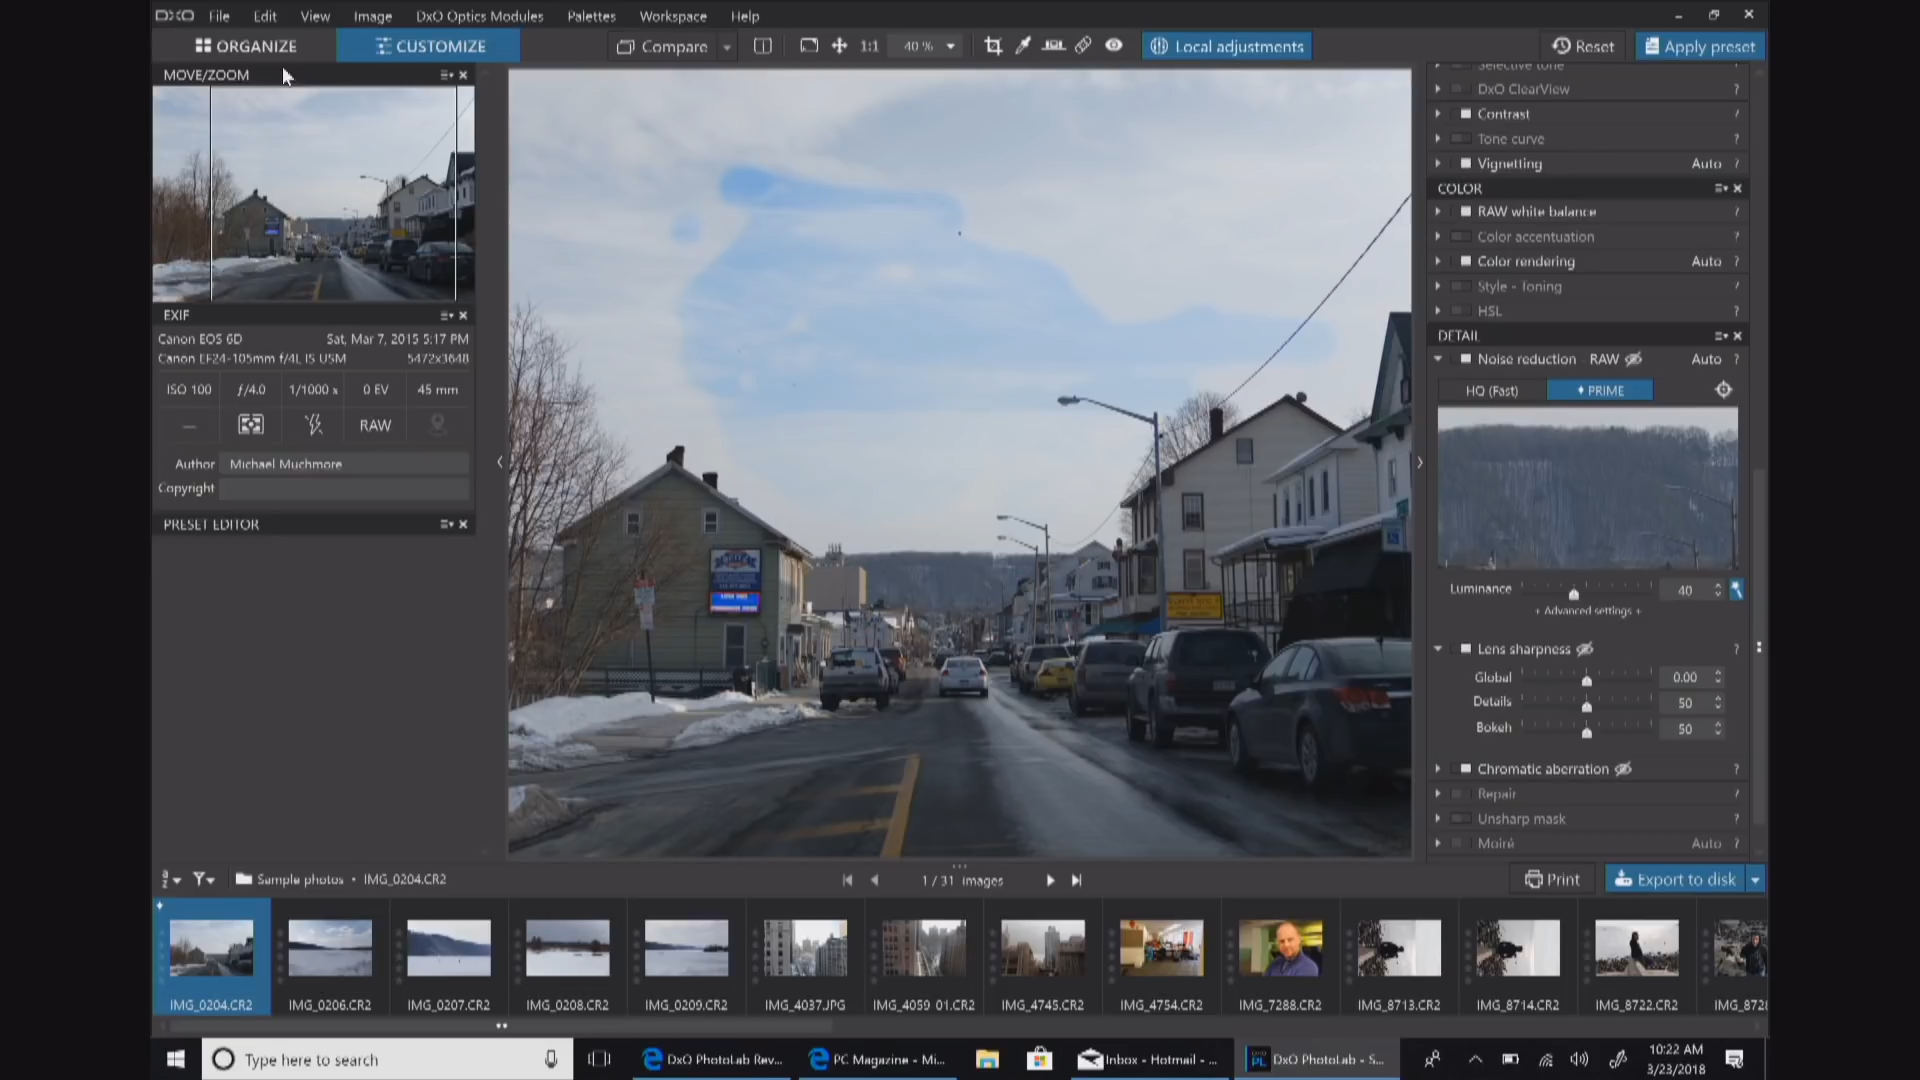 DXO File Edit View Image DxO Optics Modules Palettes Workspace Help
ORGANIZE CUSTOMIZE Compare 1:1 40 % Local adjustments Reset Apply preset
MOVE/ZOOM
EXIF
Canon EOS 6D Sat, Mar 7, 2015 5:17 PM
Canon EF24-105mm f/4L IS USM 5472x3648
ISO 100 ƒ/4.0 1/1000 s 0 EV 45 mm
RAW
Author Michael Muchmore
Copyright
PRESET EDITOR
Selective tone
DxO ClearView ?
Contrast ?
Tone curve ?
Vignetting Auto ?
COLOR
RAW white balance ?
Color accentuation ?
Color rendering Auto ?
Style - Toning ?
HSL ?
DETAIL
Noise reduction RAW Auto ?
HQ (Fast) PRIME
Luminance 40
+ Advanced settings +
Lens sharpness ?
Global 0.00
Details 50
Bokeh 50
Chromatic aberration ?
Repair ?
Unsharp mask ?
Moiré Auto ?
Sample photos • IMG_0204.CR2 1 / 31 images Print Export to disk
IMG_0204.CR2 IMG_0206.CR2 IMG_0207.CR2 IMG_0208.CR2 IMG_0209.CR2 IMG_4037.JPG IMG_4059 01.CR2 IMG_4745.CR2 IMG_4754.CR2 IMG_7288.CR2 IMG_8713.CR2 IMG_8714.CR2 IMG_8722.CR2 IMG_872
Type here to search DxO PhotoLab Rev... PC Magazine - Mi... Inbox - Hotmail - ... DxO PhotoLab - S... 10:22 AM
3/23/2018